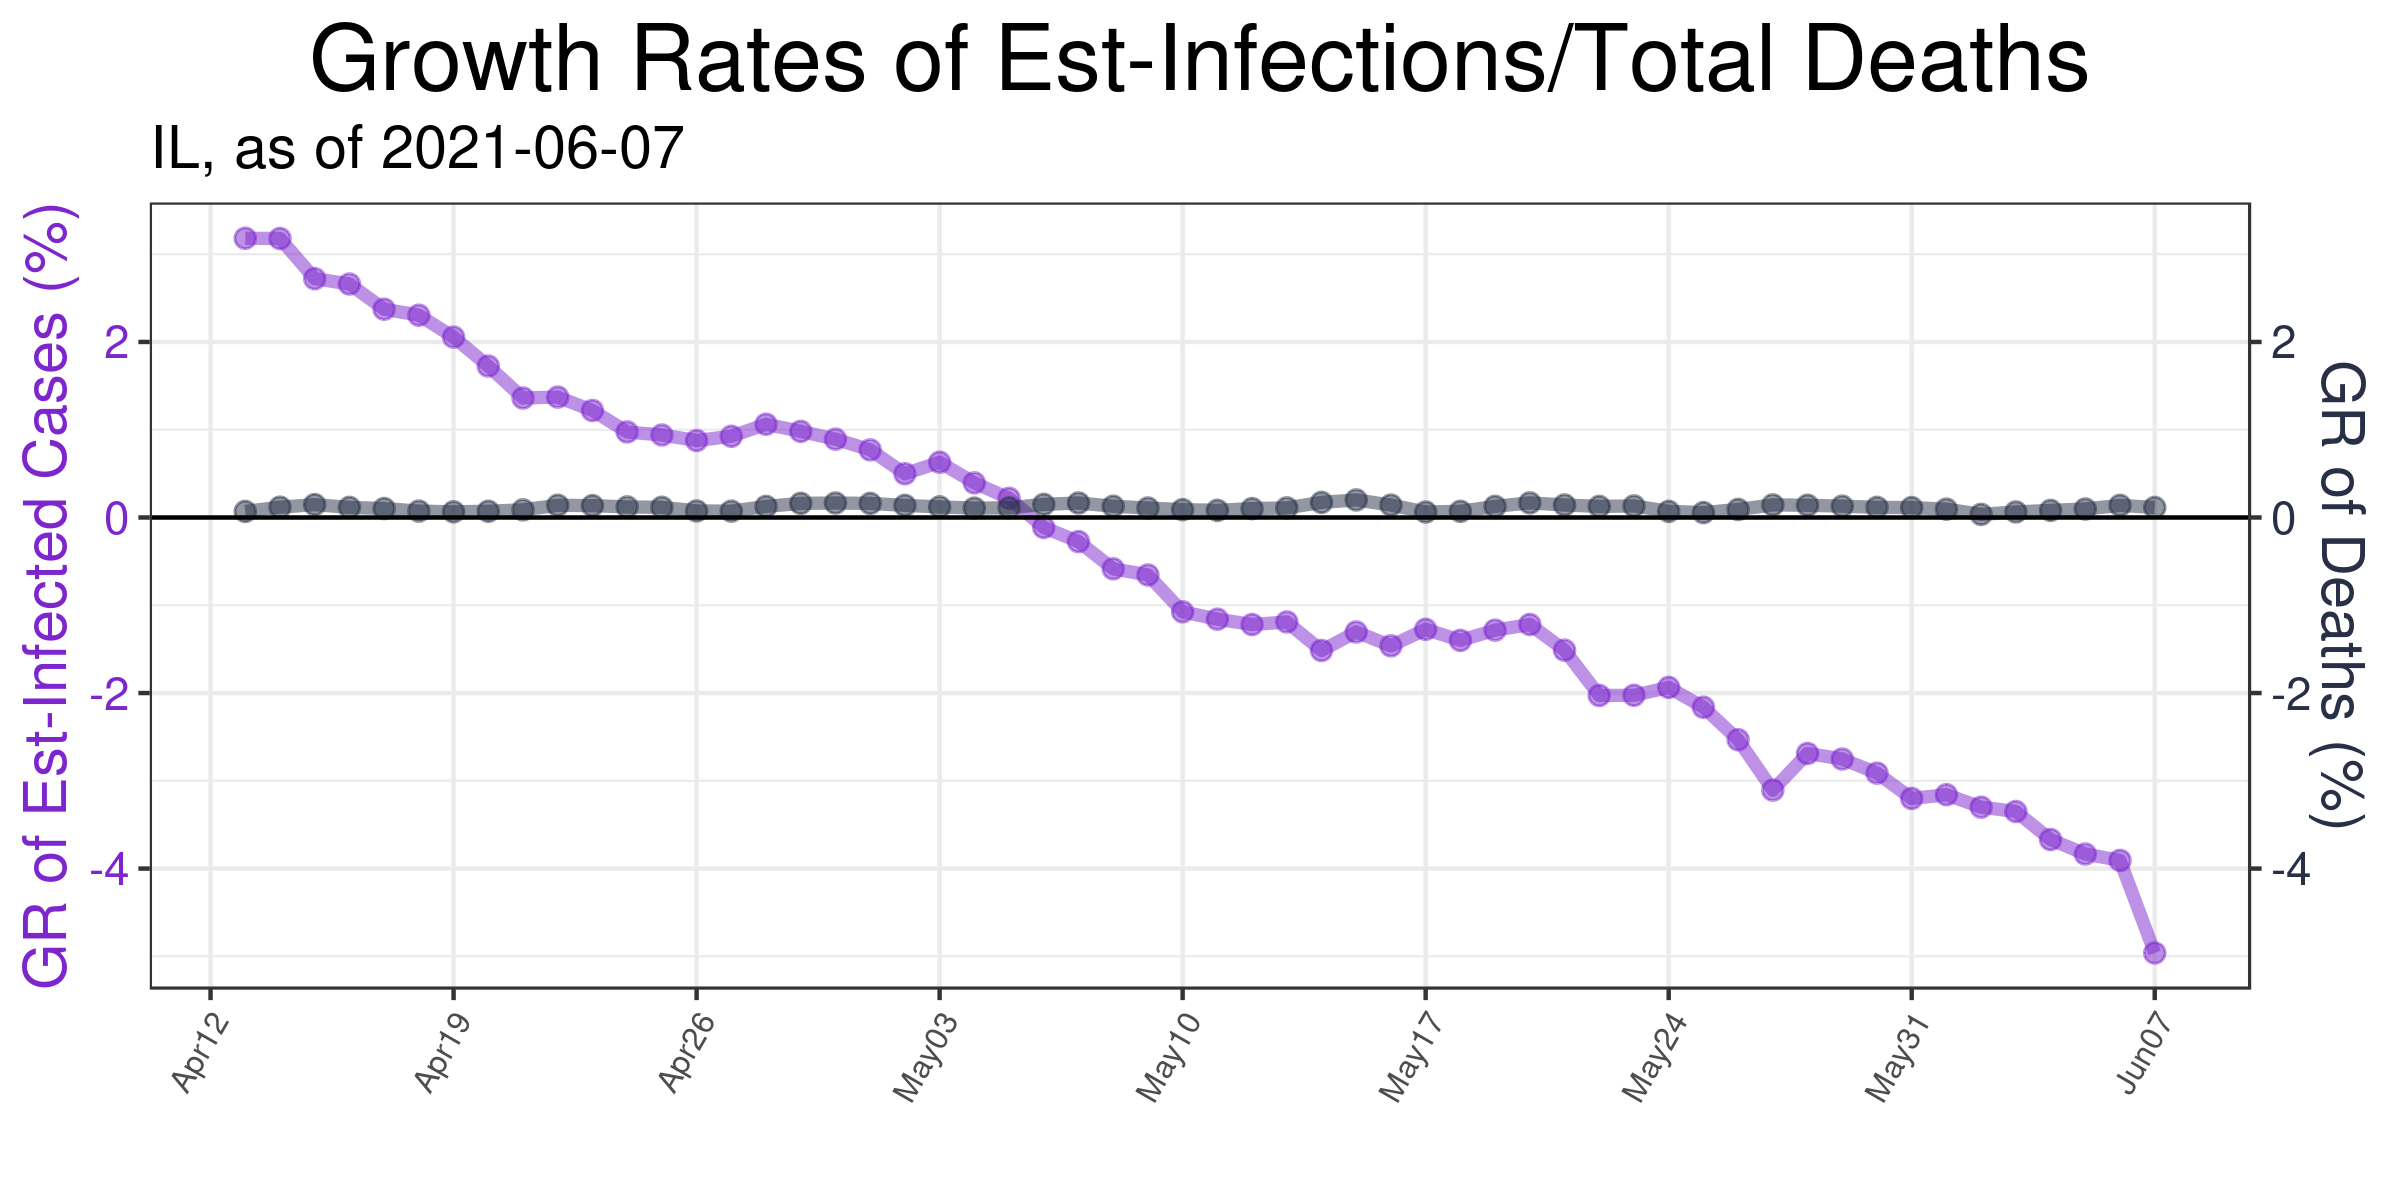 Growth Rates of Est-Infections/Total Deaths
IL, as of 2021-06-07
GR of Est-Infected Cases (%)
2
0
-2
-4
2
0
-2
-4
GR of Deaths (%)
Apr12
Apr19
Apr26
May03
May10
May17
May24
May31
Jun07